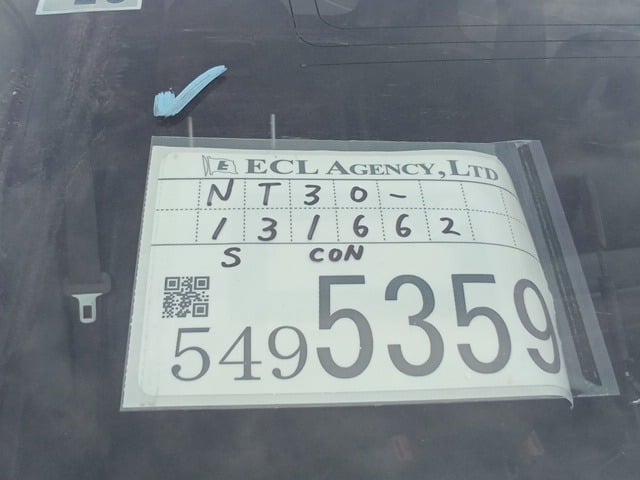 E ECL AGENCY, LTD
NT30-
131662
S CON
5495359